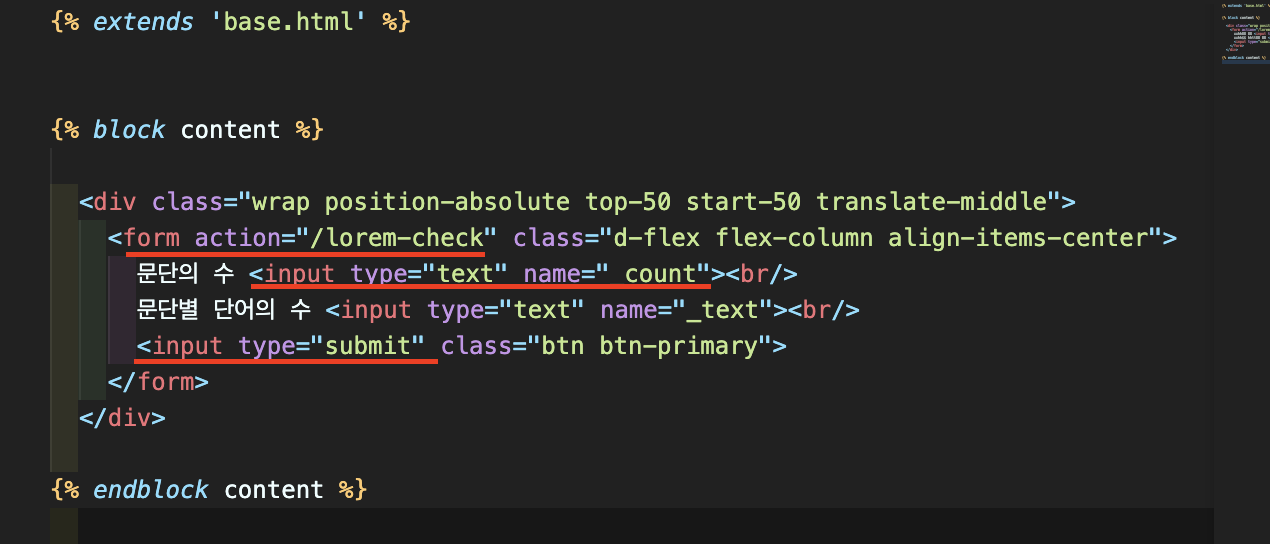 {% extends 'base.html' %}
{% block content %}
<div class="wrap position-absolute top-50 start-50 translate-middle">
<form action="/lorem-check" class="d-flex flex-column align-items-center">
문단의 수 <input type="text" name="_count"><br/>
문단별 단어의 수 <input type="text" name="_text"><br/>
<input type="submit" class="btn btn-primary">
</form>
</div>
{% endblock content %}